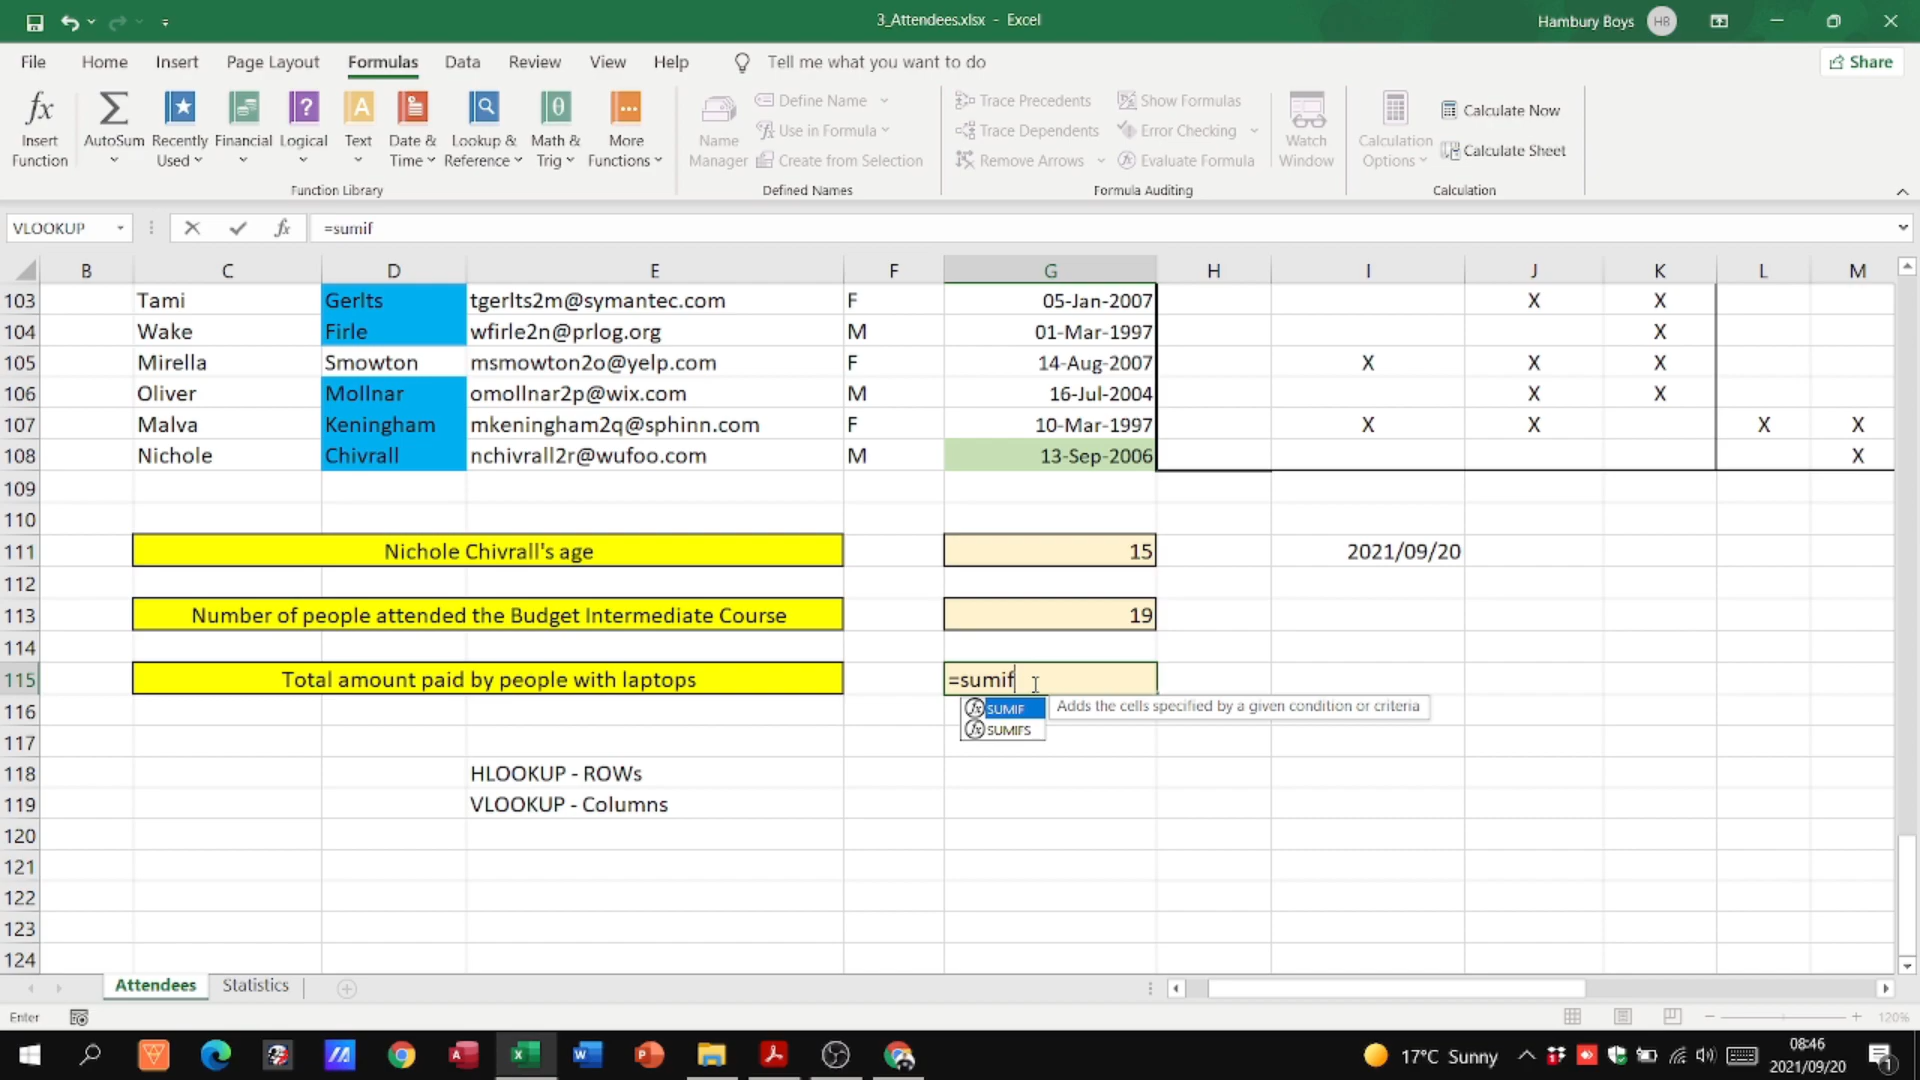 3_Attendees.xlsx - Excel
Hambury Boys HB
File Home Insert Page Layout Formulas Data Review View Help Tell me what you want to do Share
Insert Function
AutoSum
Recently Used
Financial
Logical
Text
Date & Time
Lookup & Reference
Math & Trig
More Functions
Function Library
Name Manager
Define Name
Use in Formula
Create from Selection
Defined Names
Trace Precedents
Trace Dependents
Remove Arrows
Show Formulas
Error Checking
Evaluate Formula
Formula Auditing
Watch Window
Calculation Options
Calculate Now
Calculate Sheet
Calculation
VLOOKUP fx =sumif
B C D E F G H I J K L M
103 Tami Gerlts tgerlts2m@symantec.com F 05-Jan-2007 X X
104 Wake Firle wfirle2n@prlog.org M 01-Mar-1997 X
105 Mirella Smowton msmowton2o@yelp.com F 14-Aug-2007 X X X
106 Oliver Mollnar omollnar2p@wix.com M 16-Jul-2004 X X
107 Malva Keningham mkeningham2q@sphinn.com F 10-Mar-1997 X X X X
108 Nichole Chivrall nchivrall2r@wufoo.com M 13-Sep-2006 X
109
110
111 Nichole Chivrall's age 15 2021/09/20
112
113 Number of people attended the Budget Intermediate Course 19
114
115 Total amount paid by people with laptops =sumif
116 SUMIF Adds the cells specified by a given condition or criteria
SUMIFS
117
118 HLOOKUP - ROWs
119 VLOOKUP - Columns
120
121
122
123
124
Attendees Statistics
Enter 120%
17°C Sunny 08:46
2021/09/20
1